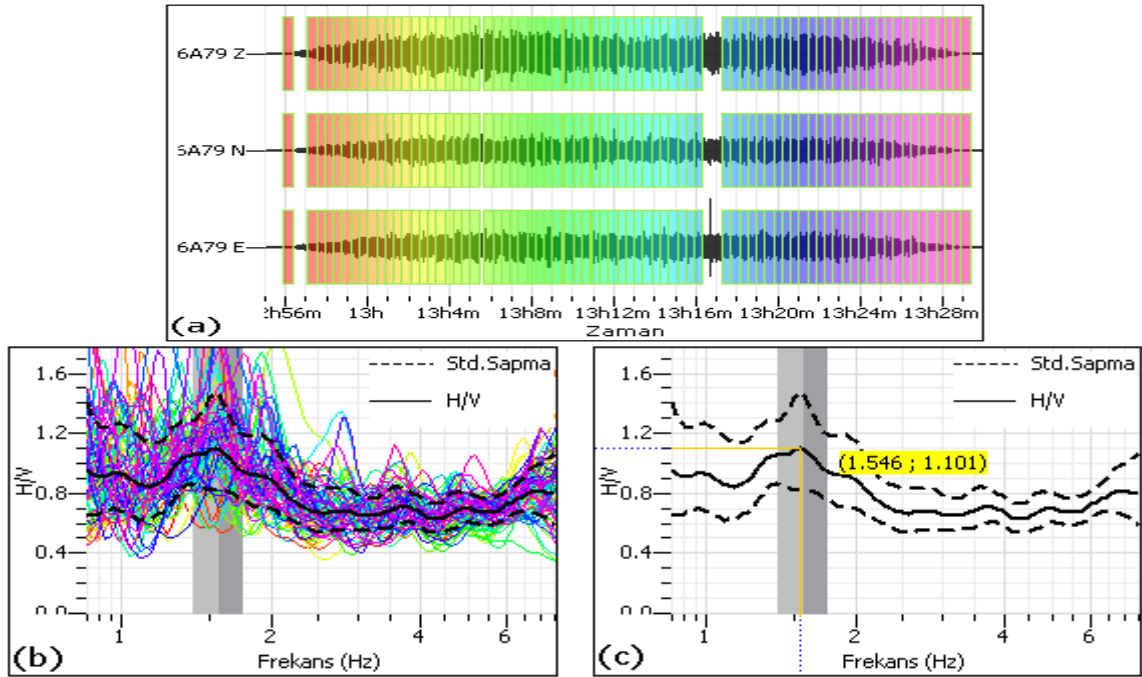 6A79 Z
6A79 N
6A79 E
13h 13h4m 13h8m 13h12m 13h16m 13h20m 13h24m 13h28m
Zaman
(a)
1.6
1.2
0.8
0.4
0.0
H/V
Std.Sapma
H/V
1 2 4 6
Frekans (Hz)
(b)
1.6
1.2
0.8
0.4
0.0
H/V
Std.Sapma
H/V
(1.546 ; 1.101)
1 2 4 6
Frekans (Hz)
(c)